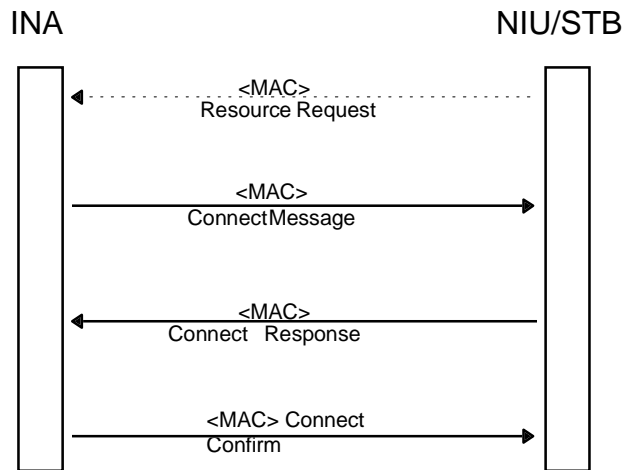 INA NIU/STB
<MAC>
Resource Request
<MAC>
ConnectMessage
<MAC>
Connect Response
<MAC> Connect
Confirm